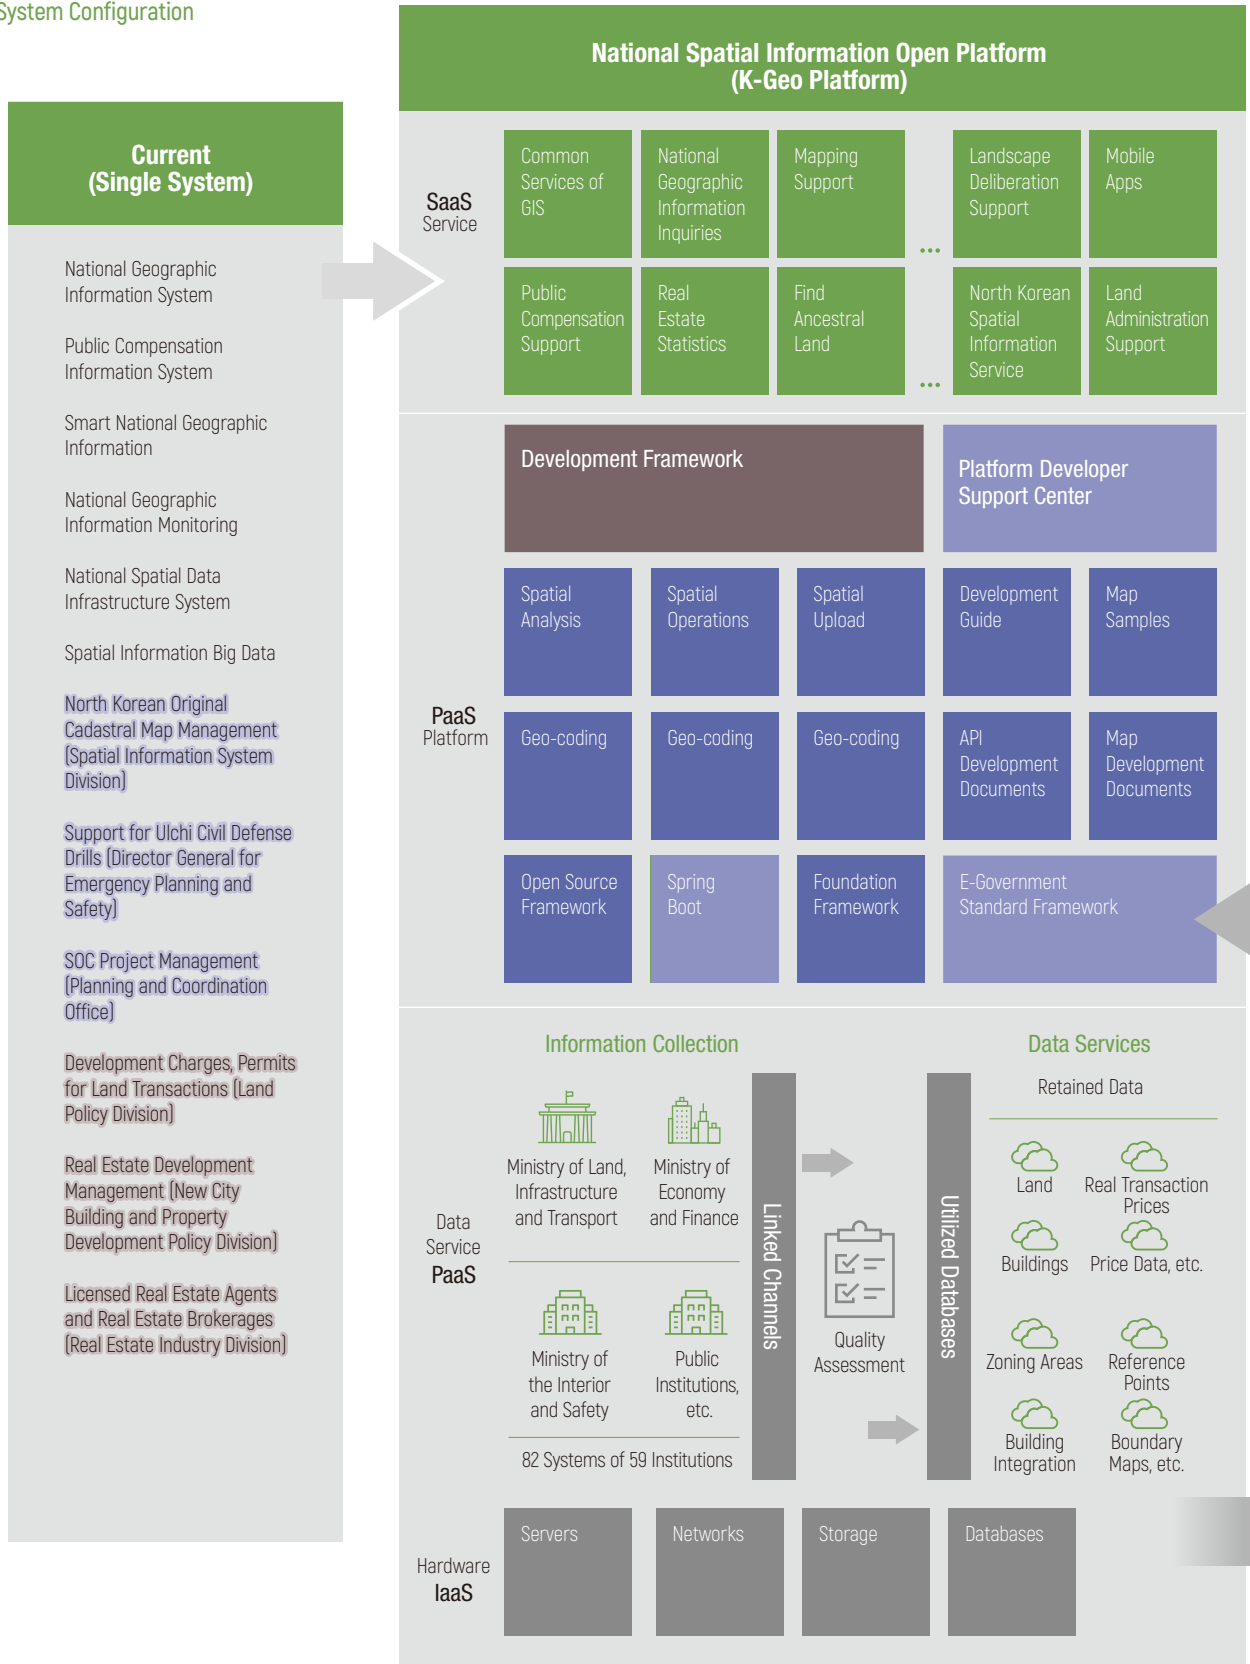 System Configuration
Current
(Single System)
National Geographic
Information System
Public Compensation
Information System
Smart National Geographic
Information
National Geographic
Information Monitoring
National Spatial Data
Infrastructure System
Spatial Information Big Data
North Korean Original
Cadastral Map Management
(Spatial Information System
Division)
Support for Ulchi Civil Defense
Drills (Director General for
Emergency Planning and
Safety)
SOC Project Management
(Planning and Coordination
Office)
Development Charges, Permits
for Land Transactions (Land
Policy Division)
Real Estate Development
Management (New City
Building and Property
Development Policy Division)
Licensed Real Estate Agents
and Real Estate Brokerages
(Real Estate Industry Division)
National Spatial Information Open Platform
(K-Geo Platform)
SaaS
Service
Common
Services of
GIS
National
Geographic
Information
Inquiries
Mapping
Support
...
Landscape
Deliberation
Support
Mobile
Apps
Public
Compensation
Support
Real
Estate
Statistics
Find
Ancestral
Land
...
North Korean
Spatial
Information
Service
Land
Administration
Support
PaaS
Platform
Development Framework
Platform Developer
Support Center
Spatial
Analysis
Spatial
Operations
Spatial
Upload
Development
Guide
Map
Samples
Geo-coding
Geo-coding
Geo-coding
API
Development
Documents
Map
Development
Documents
Open Source
Framework
Spring
Boot
Foundation
Framework
E-Government
Standard Framework
Data
Service
PaaS
Information Collection
Ministry of Land,
Infrastructure
and Transport
Ministry of
Economy
and Finance
Ministry of
the Interior
and Safety
Public
Institutions,
etc.
82 Systems of 59 Institutions
Linked Channels
Quality
Assessment
Utilized Databases
Data Services
Retained Data
Land
Real Transaction
Prices
Buildings
Price Data, etc.
Zoning Areas
Reference
Points
Building
Integration
Boundary
Maps, etc.
Hardware
IaaS
Servers
Networks
Storage
Databases